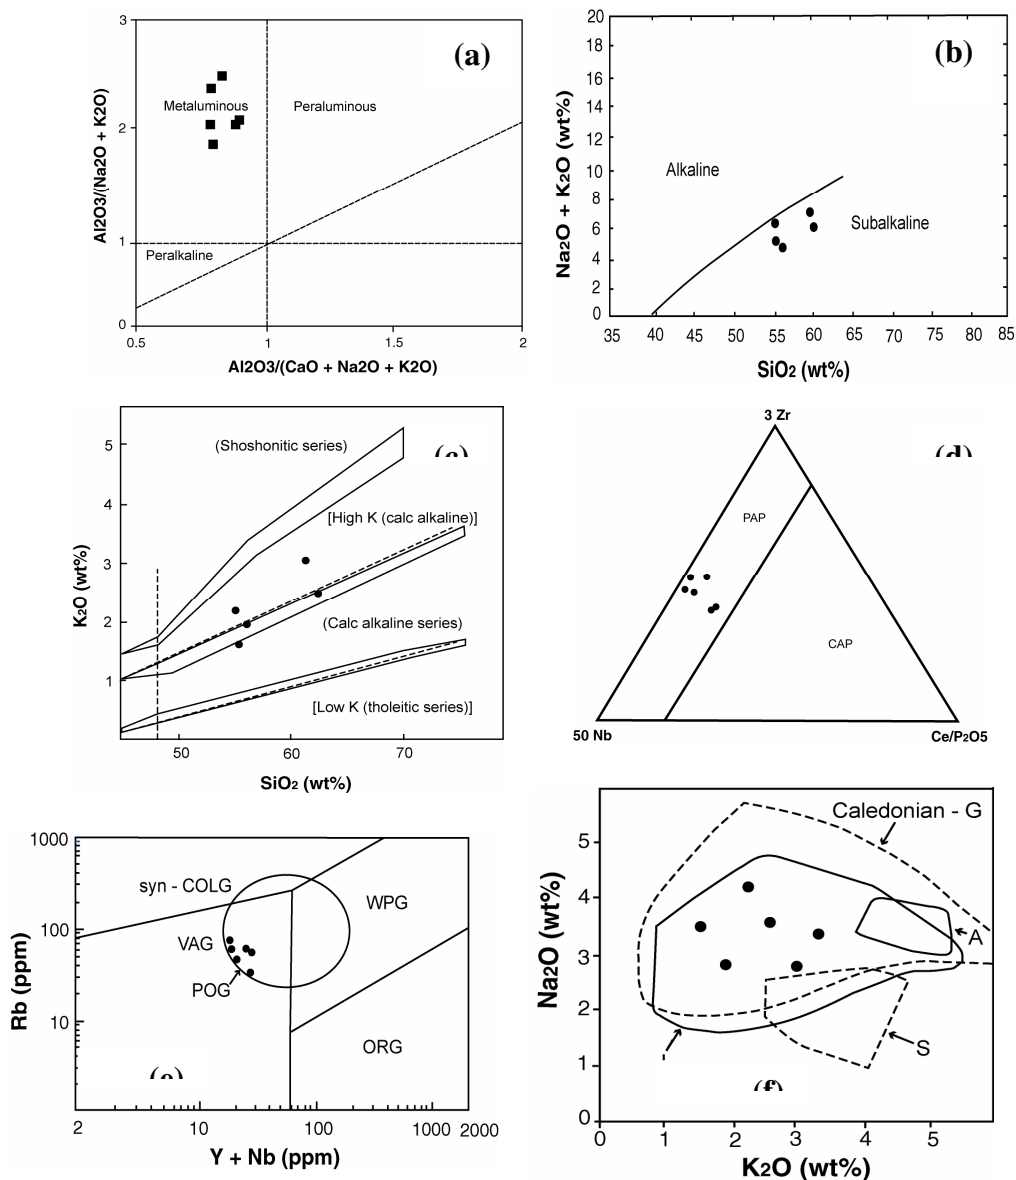 (a)
3
2
1
0
Al2O3/(Na2O + K2O)
Metaluminous
Peraluminous
Peralkaline
0.5
1
1.5
2
Al2O3/(CaO + Na2O + K2O)
(b)
20
18
16
14
12
10
8
6
4
2
0
Na2O + K2O (wt%)
Alkaline
Subalkaline
35 40 45 50 55 60 65 70 75 80 85
SiO2 (wt%)
5
4
3
2
1
K2O (wt%)
(Shoshonitic series)
[High K (calc alkaline)]
(Calc alkaline series)
[Low K (tholeitic series)]
50 60 70
SiO2 (wt%)
3 Zr
PAP
CAP
50 Nb
Ce/P2O5
1000
100
10
Rb (ppm)
syn - COLG
WPG
VAG
POG
ORG
2 10 100 1000 2000
Y + Nb (ppm)
5
4
3
2
1
0
Na2O (wt%)
Caledonian - G
A
S
0 1 2 3 4 5
K2O (wt%)